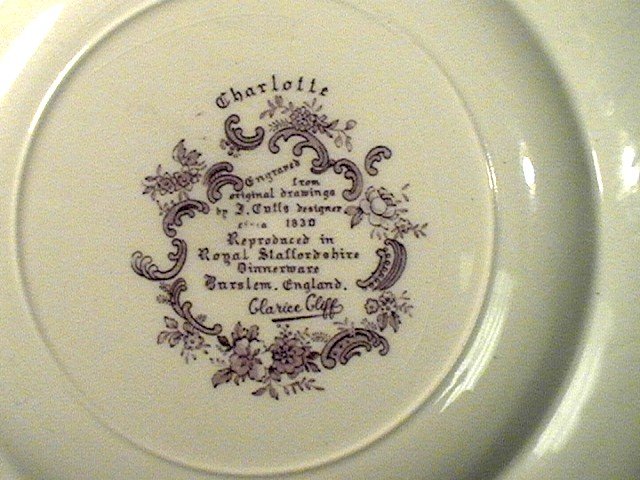 Charlotte
Engraved
from
original drawings
by J. Cutts designer
circa 1830
Reproduced in
Royal Staffordshire
Dinnerware
Burslem. England.
Clarice Cliff